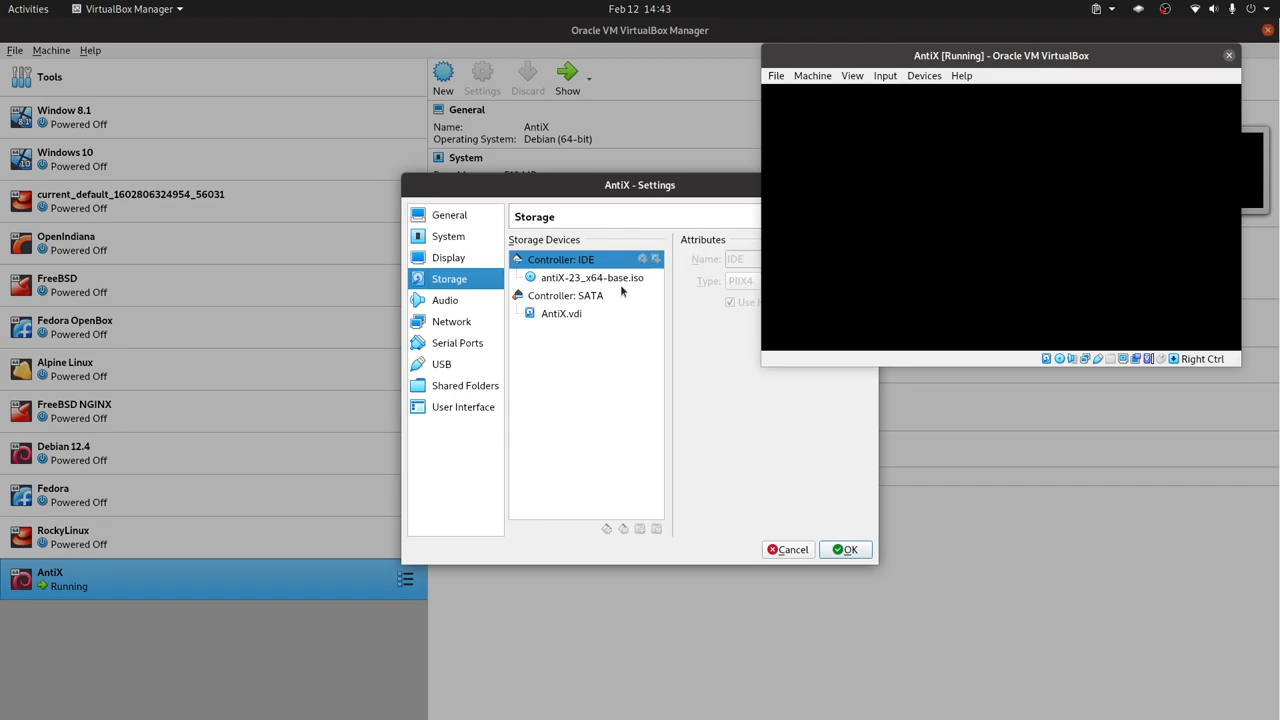 Activities VirtualBox Manager Feb 12 14:43
Oracle VM VirtualBox Manager
File Machine Help
Tools
Window 8.1
Powered Off
Windows 10
Powered Off
current_default_1602806324954_56031
Powered Off
OpenIndiana
Powered Off
FreeBSD
Powered Off
Fedora OpenBox
Powered Off
Alpine Linux
Powered Off
FreeBSD NGINX
Powered Off
Debian 12.4
Powered Off
Fedora
Powered Off
RockyLinux
Powered Off
AntiX
Running
New Settings Discard Show
General
Name: AntiX
Operating System: Debian (64-bit)
System
AntiX - Settings
General
System
Display
Storage
Audio
Network
Serial Ports
USB
Shared Folders
User Interface
Storage
Storage Devices
Controller: IDE
antiX-23_x64-base.iso
Controller: SATA
AntiX.vdi
Attributes
Name: IDE
Type: PIIX4
Cancel OK
AntiX [Running] - Oracle VM VirtualBox
File Machine View Input Devices Help
Right Ctrl